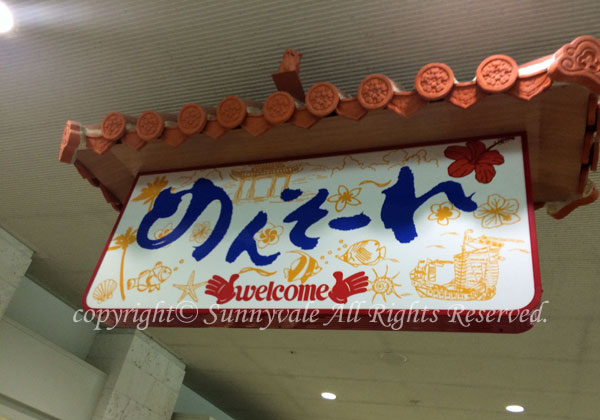 めんそーれ
welcome
copyright© Sunnyvale All Rights Reserved.